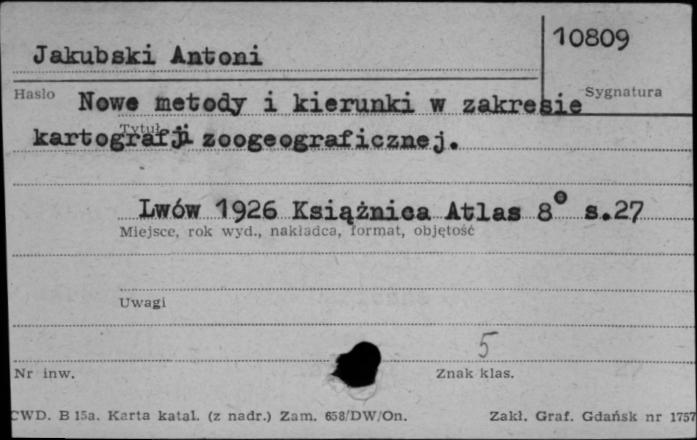 10809
Jakubski Antoni
Hasło
Sygnatura
Nowe metody i kierunki w zakresie
Tytuł
kartografji zoogeograficznej.
Lwów 1926 Książnica Atlas 8° s.27
Miejsce, rok wyd., nakładca, format, objętość
Uwagi
5
Nr inw.
Znak klas.
CWD. B 15a. Karta katal. (z nadr.) Zam. 658/DW/On.
Zakł. Graf. Gdańsk nr 1757